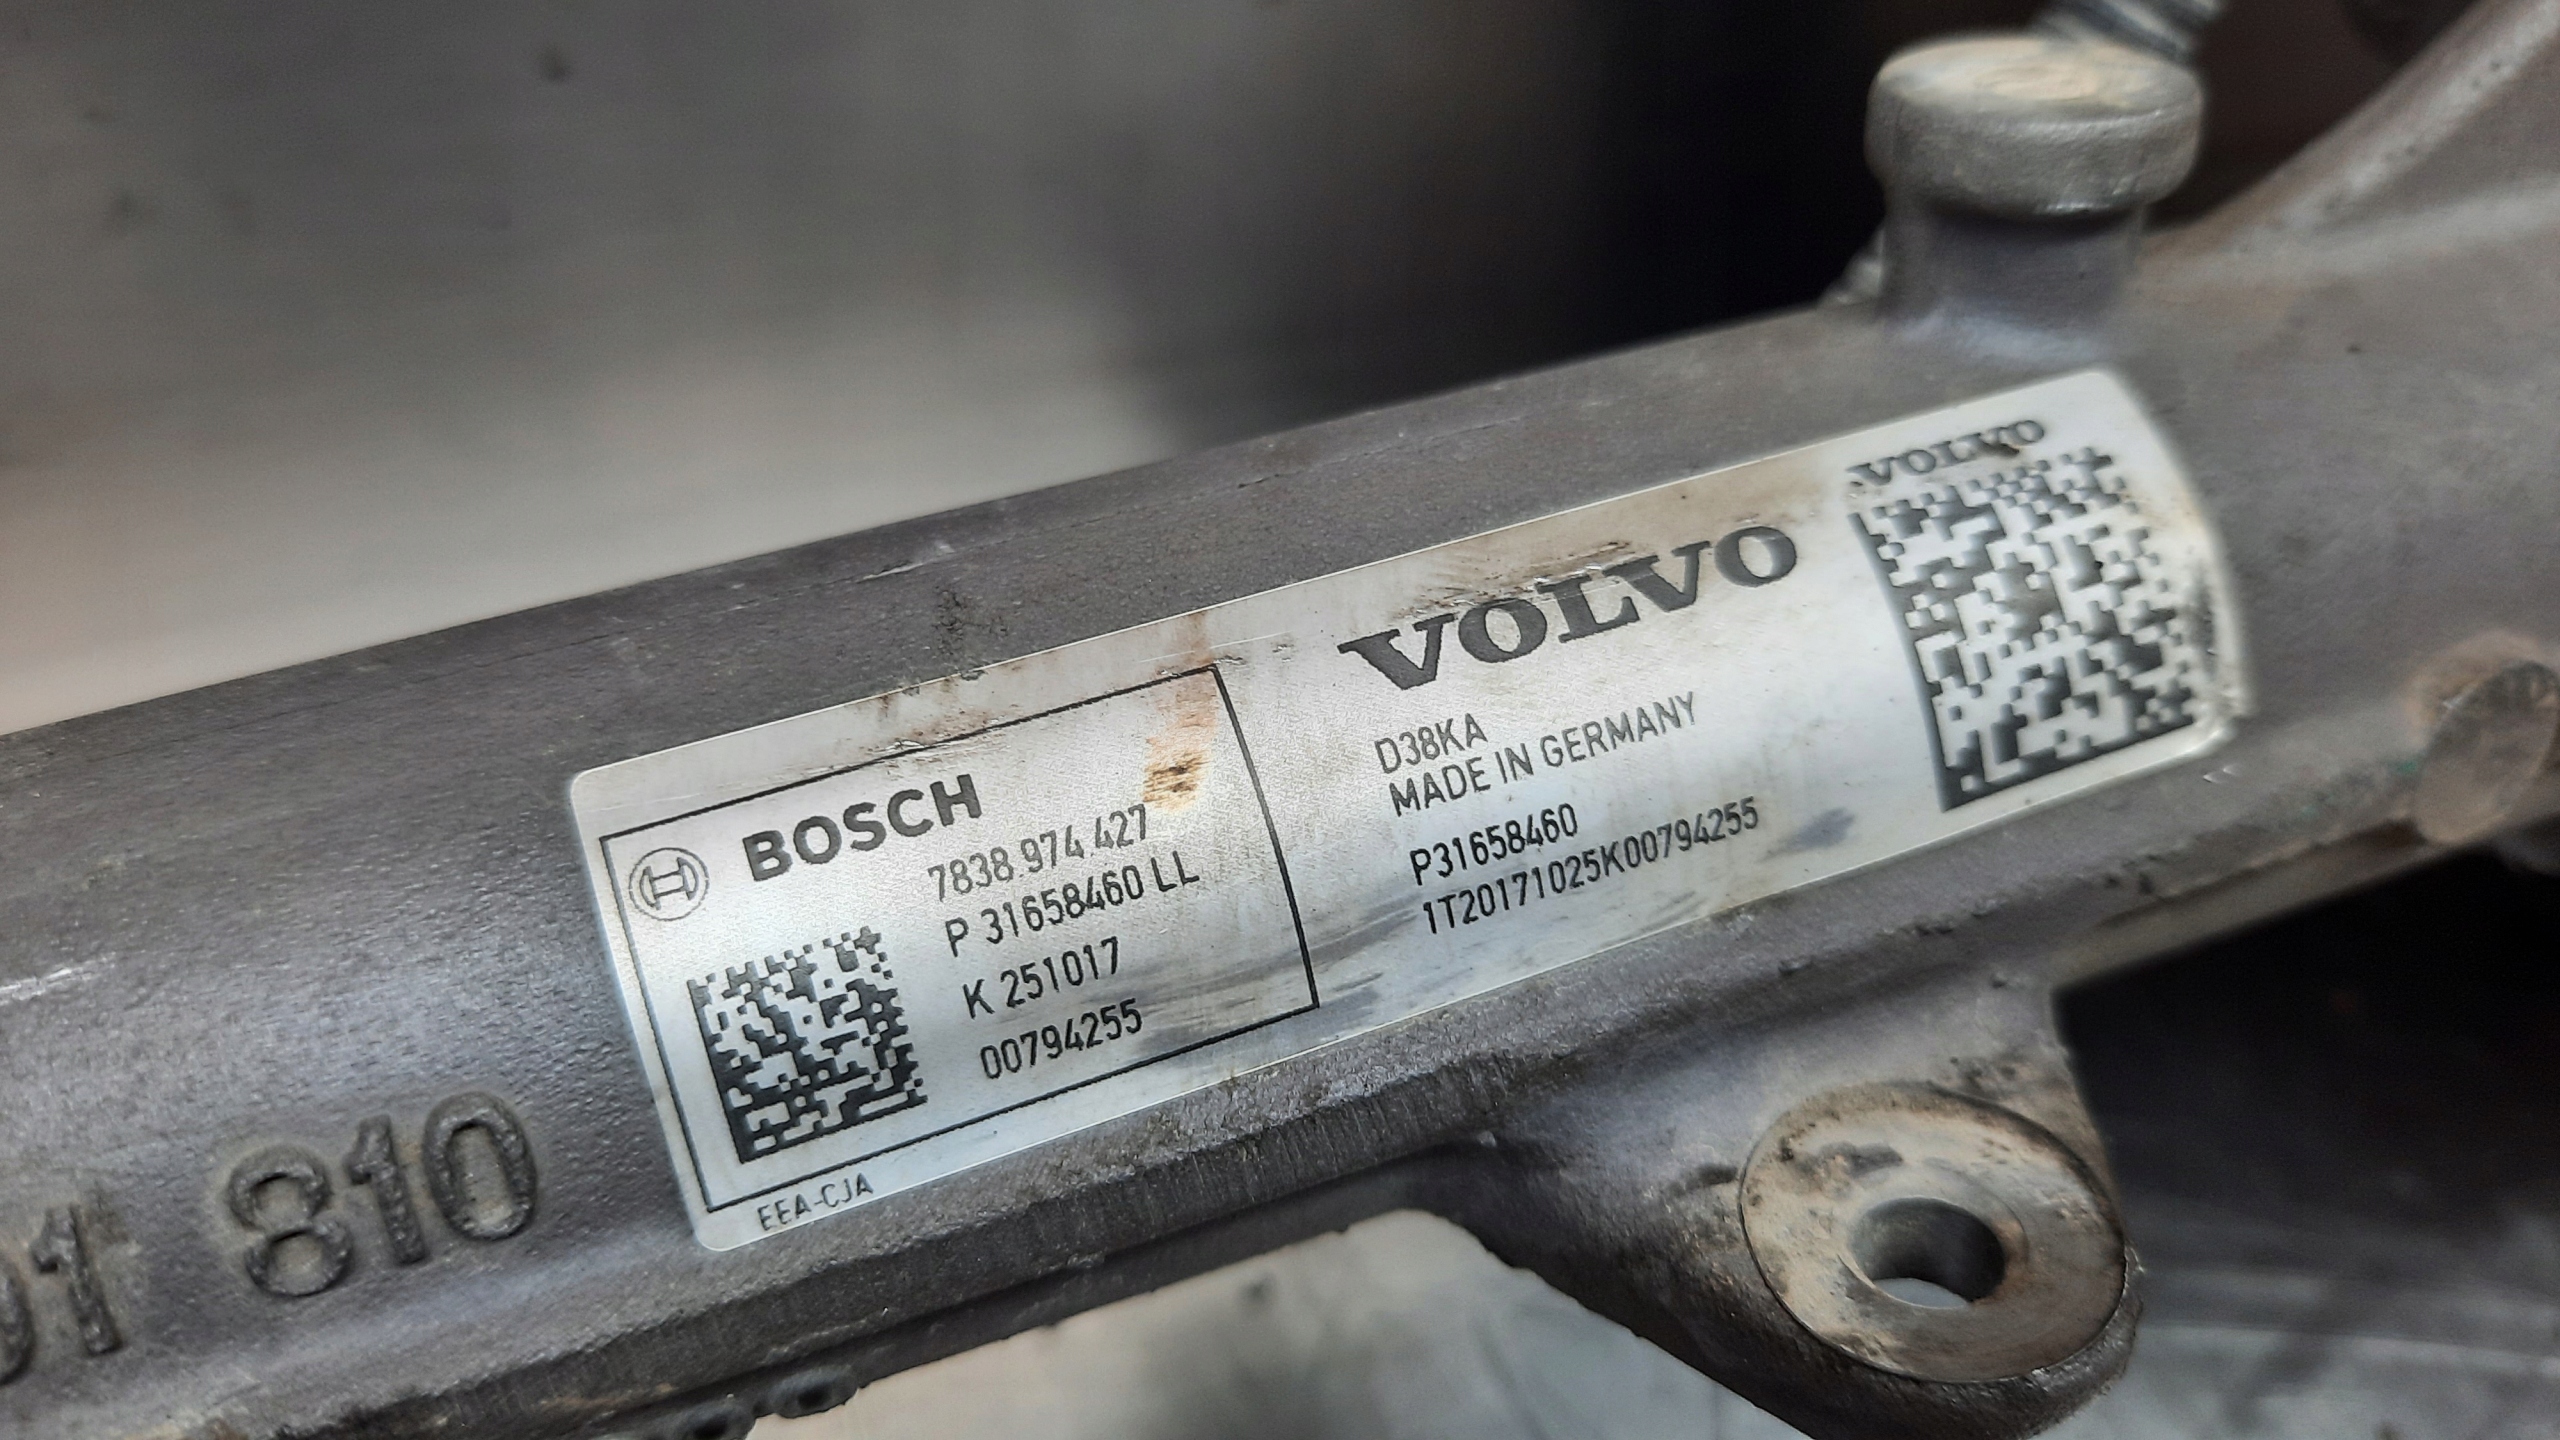 BOSCH
7838 974.427
P 31658460 LL
K 251017
00794255
EEA-CJA
VOLVO
D38KA
MADE IN GERMANY
P31658460
1T20171025K00794255
VOLVO
810